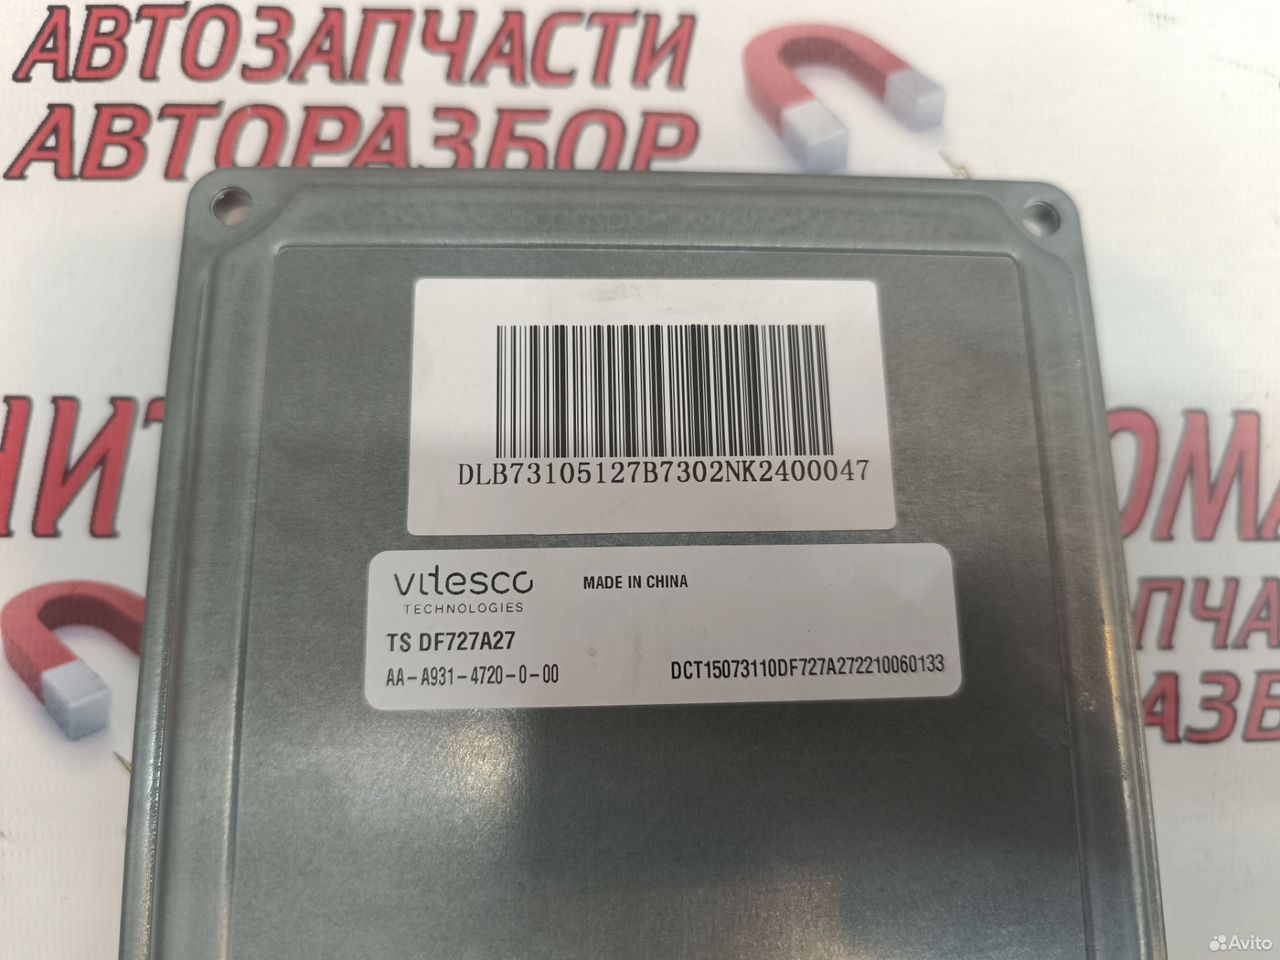 АВТОЗАПЧАСТИ
АВТОРАЗБОР
DLB73105127B7302NK2400047
vitesco
TECHNOLOGIES
MADE IN CHINA
TS DF727A27
AA-A931-4720-0-00
DCT15073110DF727A272210060133
Avito